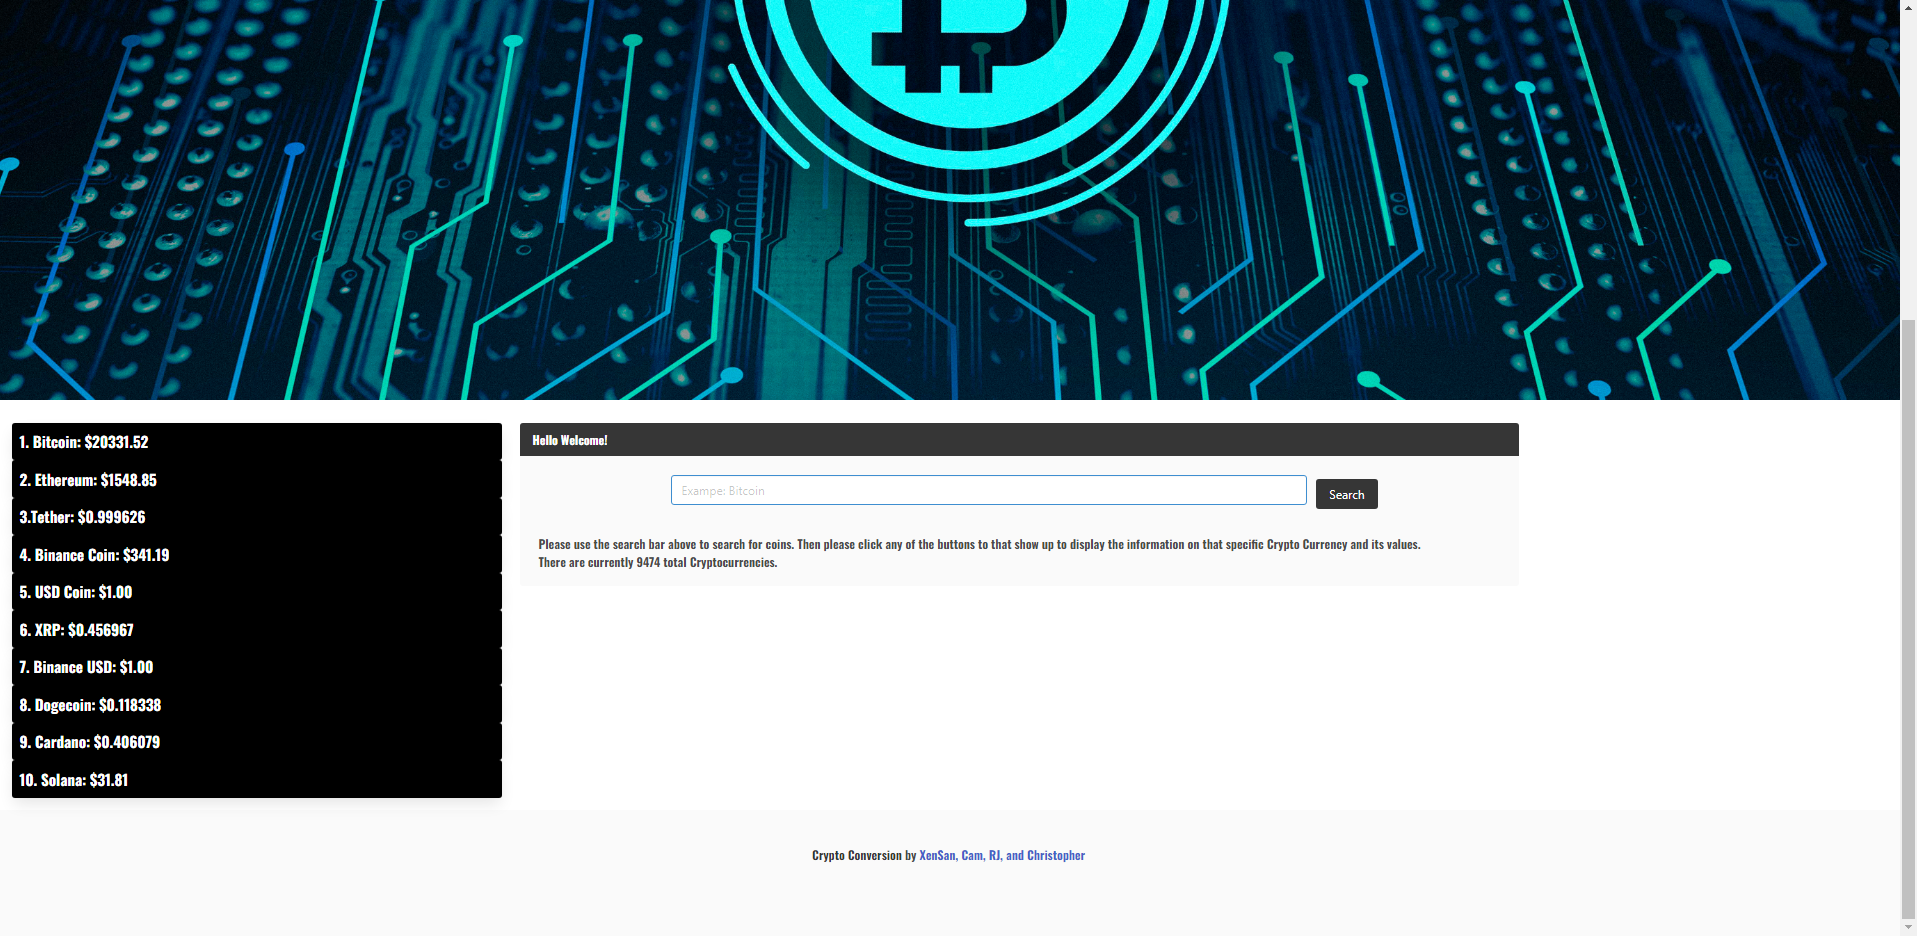 1. Bitcoin: $20331.52
2. Ethereum: $1548.85
3.Tether: $0.999626
4. Binance Coin: $341.19
5. USD Coin: $1.00
6. XRP: $0.456967
7. Binance USD: $1.00
8. Dogecoin: $0.118338
9. Cardano: $0.406079
10. Solana: $31.81
Hello Welcome!
Exampe: Bitcoin
Search
Please use the search bar above to search for coins. Then please click any of the buttons to that show up to display the information on that specific Crypto Currency and its values.
There are currently 9474 total Cryptocurrencies.
Crypto Conversion by XenSan, Cam, RJ, and Christopher